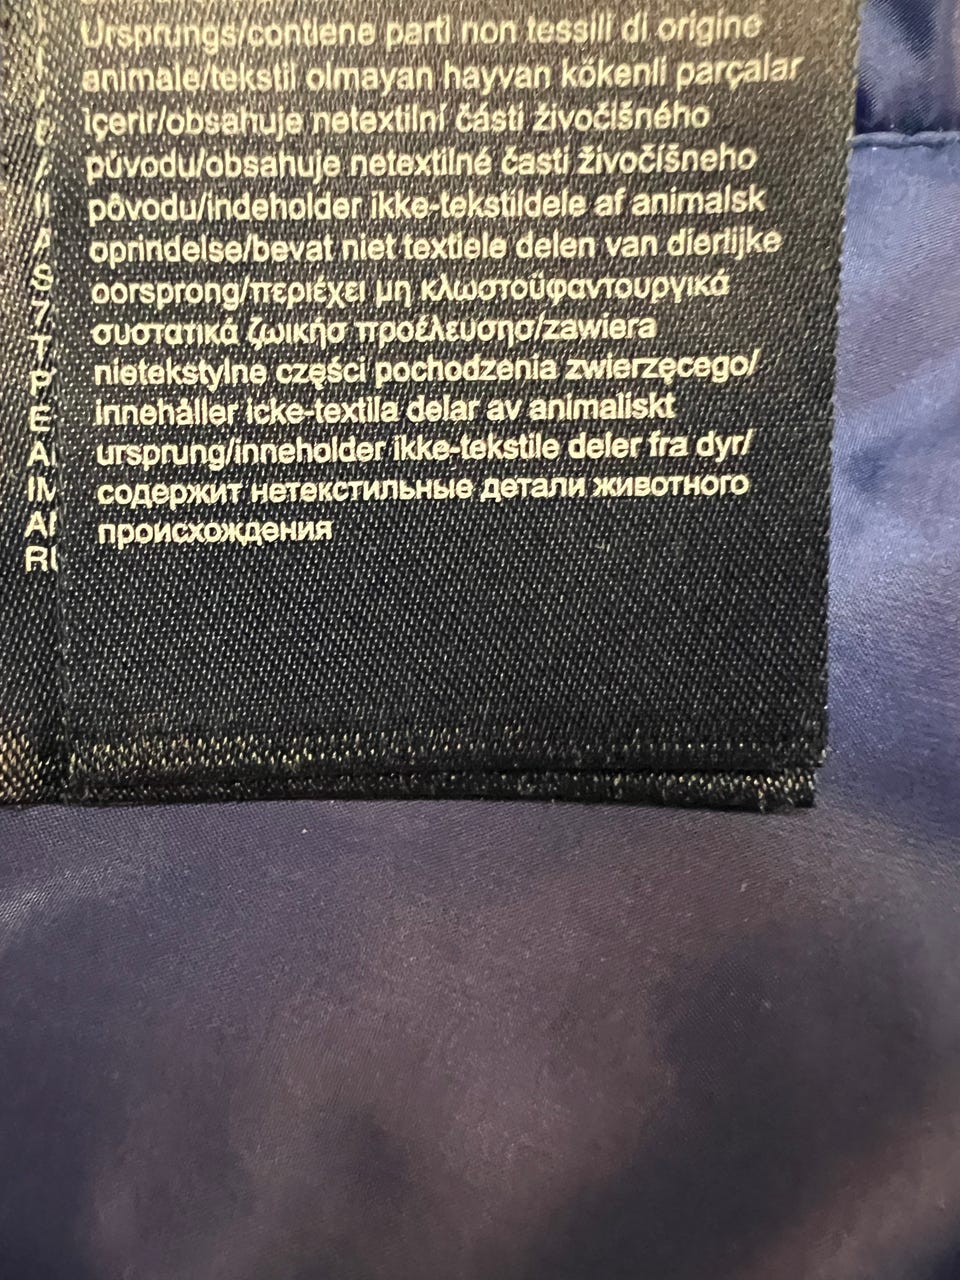 Ursprungs/contiene parti non tessili di origine
animale/tekstil olmayan hayvan kökenli parçalar
içerir/obsahuje netextilní části živočišného
původu/obsahuje netextilné časti živočíšneho
pôvodu/indeholder ikke-tekstildele af animalsk
oprindelse/bevat niet textiele delen van dierlijke
oorsprong/περιέχει μη κλωστοϋφαντουργικά
συστατικά ζωικήσ προέλευσησ/zawiera
nietekstylne części pochodzenia zwierzęcego/
innehåller icke-textila delar av animaliskt
ursprung/inneholder ikke-tekstile deler fra dyr/
содержит нетекстильные детали животного
происхождения